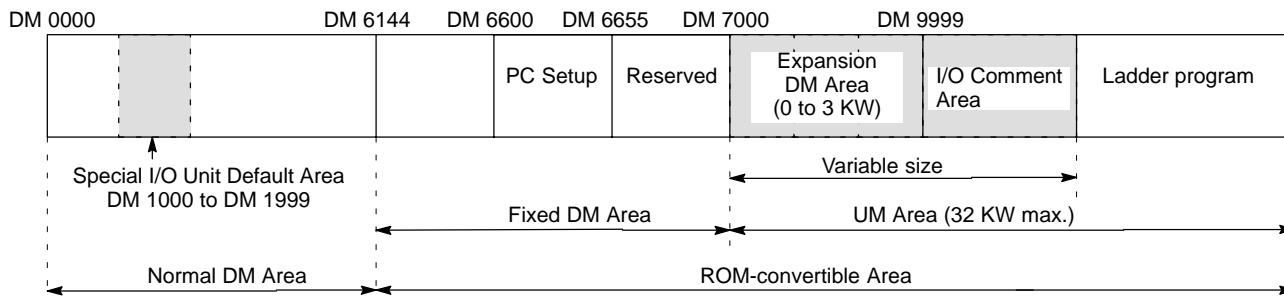 DM 0000 DM 6144 DM 6600 DM 6655 DM 7000 DM 9999
PC Setup
Reserved
Expansion
DM Area
(0 to 3 KW)
I/O Comment
Area
Ladder program
Special I/O Unit Default Area
DM 1000 to DM 1999
Variable size
Fixed DM Area
UM Area (32 KW max.)
Normal DM Area
ROM-convertible Area